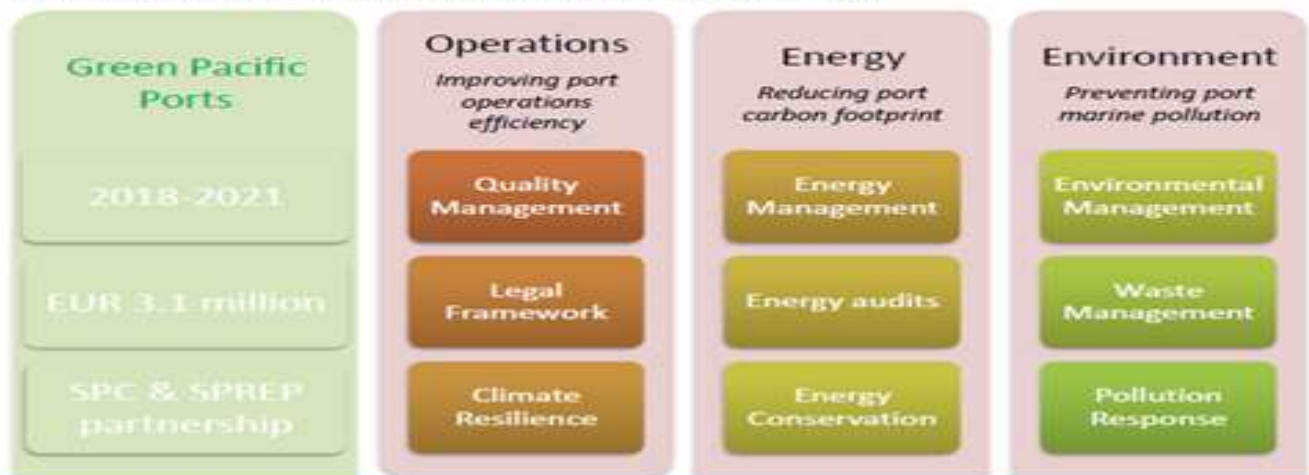 Green Pacific
Ports
2018-2021
EUR 3.1 million
SPC & SPREP
partnership
Operations
Improving port
operations
efficiency
Quality
Management
Legal
Framework
Climate
Resilience
Energy
Reducing port
carbon footprint
Energy
Management
Energy audits
Energy
Conservation
Environment
Preventing port
marine pollution
Environmental
Management
Waste
Management
Pollution
Response